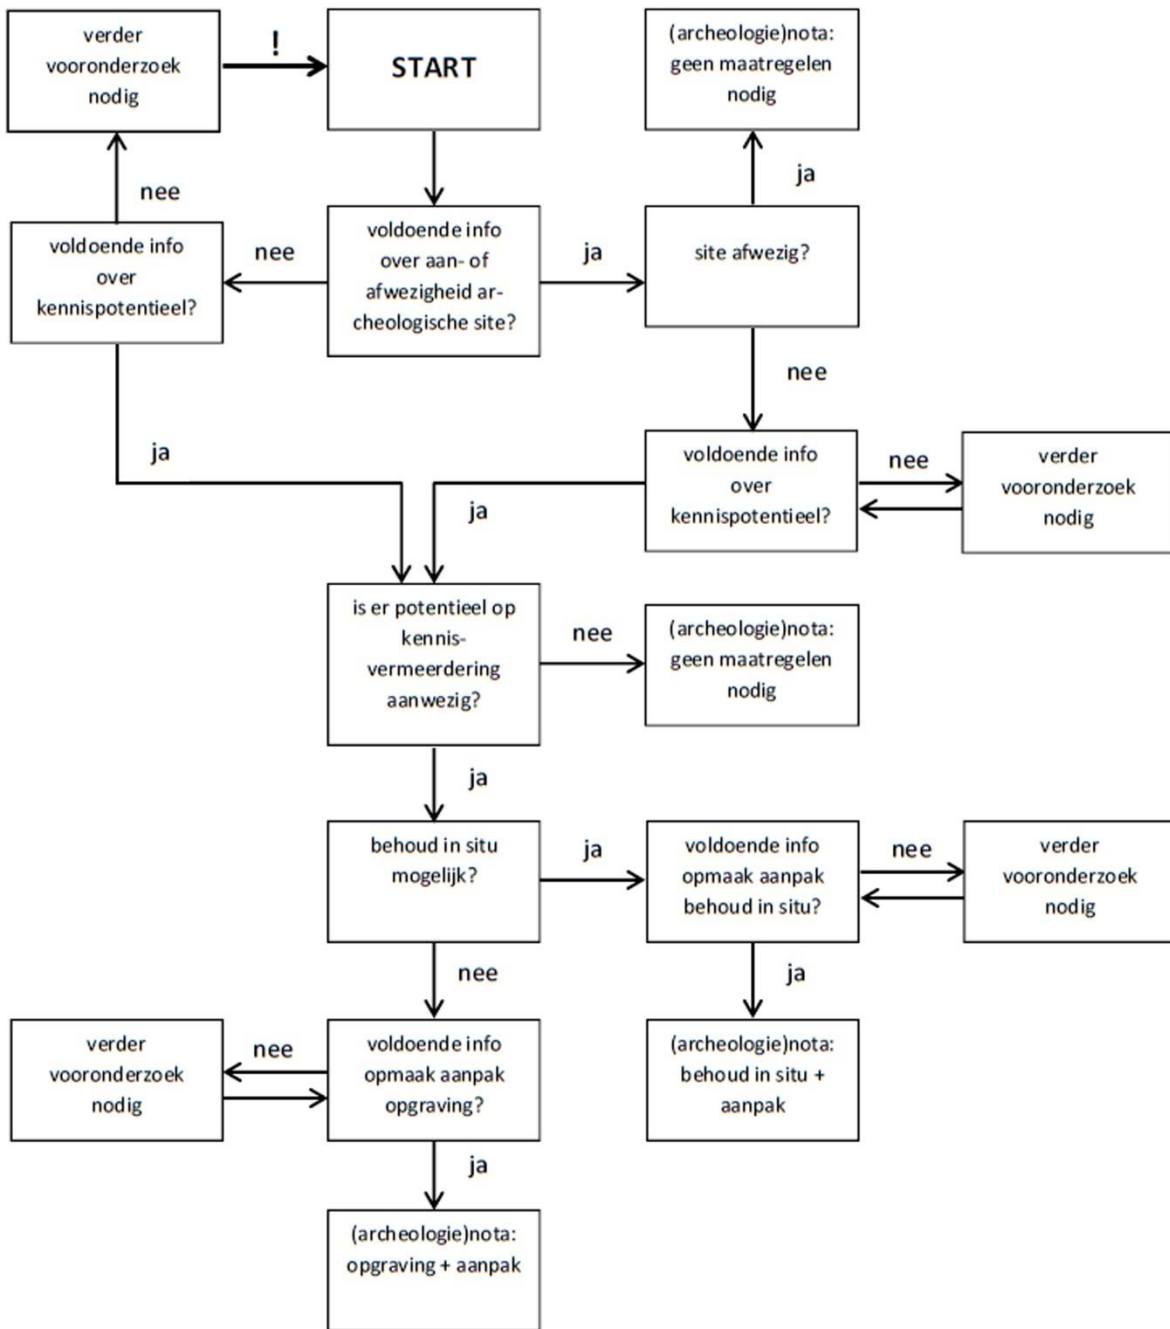 verder
vooronderzoek
nodig
!
START
(archeologie)nota:
geen maatregelen
nodig
nee
ja
voldoende info
over
kennispotentieel?
nee
voldoende info
over aan- of
afwezigheid ar-
cheologische site?
ja
site afwezig?
nee
ja
voldoende info
over
kennispotentieel?
nee
verder
vooronderzoek
nodig
ja
is er potentieel op
kennis-
vermeerdering
aanwezig?
nee
(archeologie)nota:
geen maatregelen
nodig
ja
behoud in situ
mogelijk?
ja
voldoende info
opmaak aanpak
behoud in situ?
nee
verder
vooronderzoek
nodig
nee
ja
verder
vooronderzoek
nodig
nee
voldoende info
opmaak aanpak
opgraving?
(archeologie)nota:
behoud in situ +
aanpak
ja
(archeologie)nota:
opgraving + aanpak